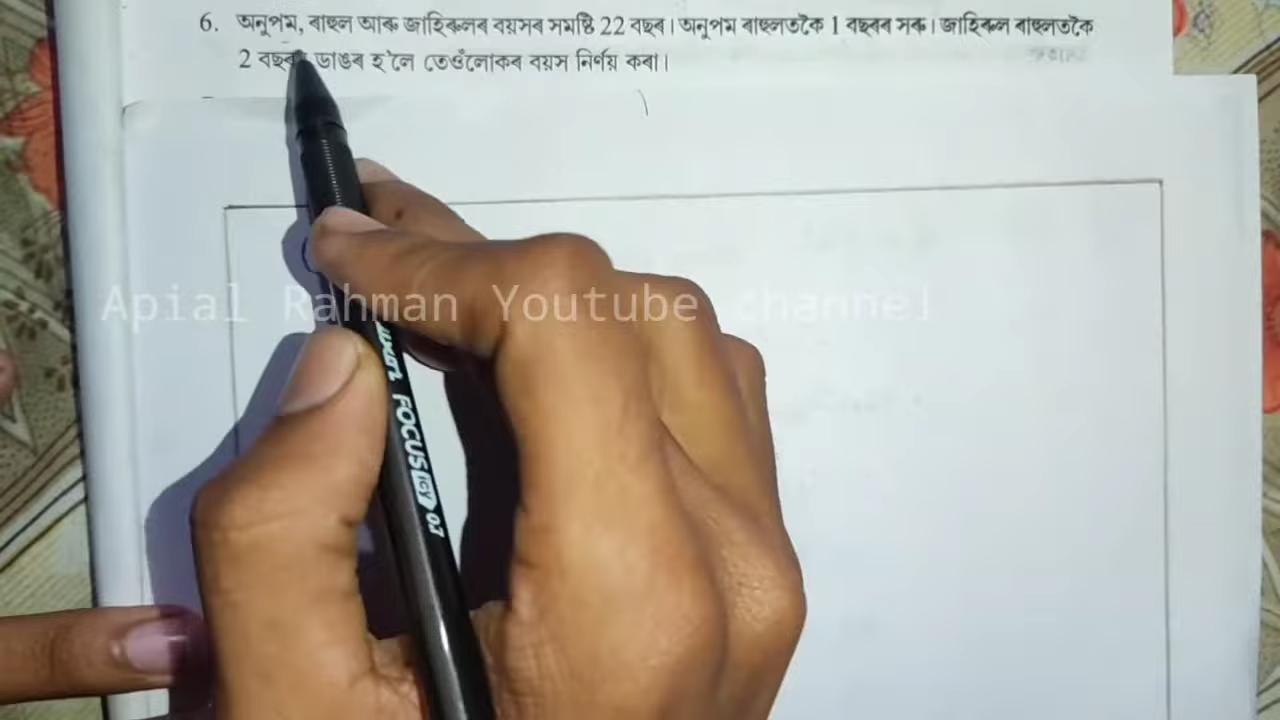 6. অনুপম, ৰাহুল আৰু জাহিৰুলৰ বয়সৰ সমষ্টি 22 বছৰ। অনুপম ৰাহুলতকৈ 1 বছৰৰ সৰু। জাহিৰুল ৰাহুলতকৈ
2 ডাঙৰ হ'লে তেওঁলোকৰ বয়স নিৰ্ণয় কৰা।
Apial Rahman Youtube channel
FOCUS ICY 0.7